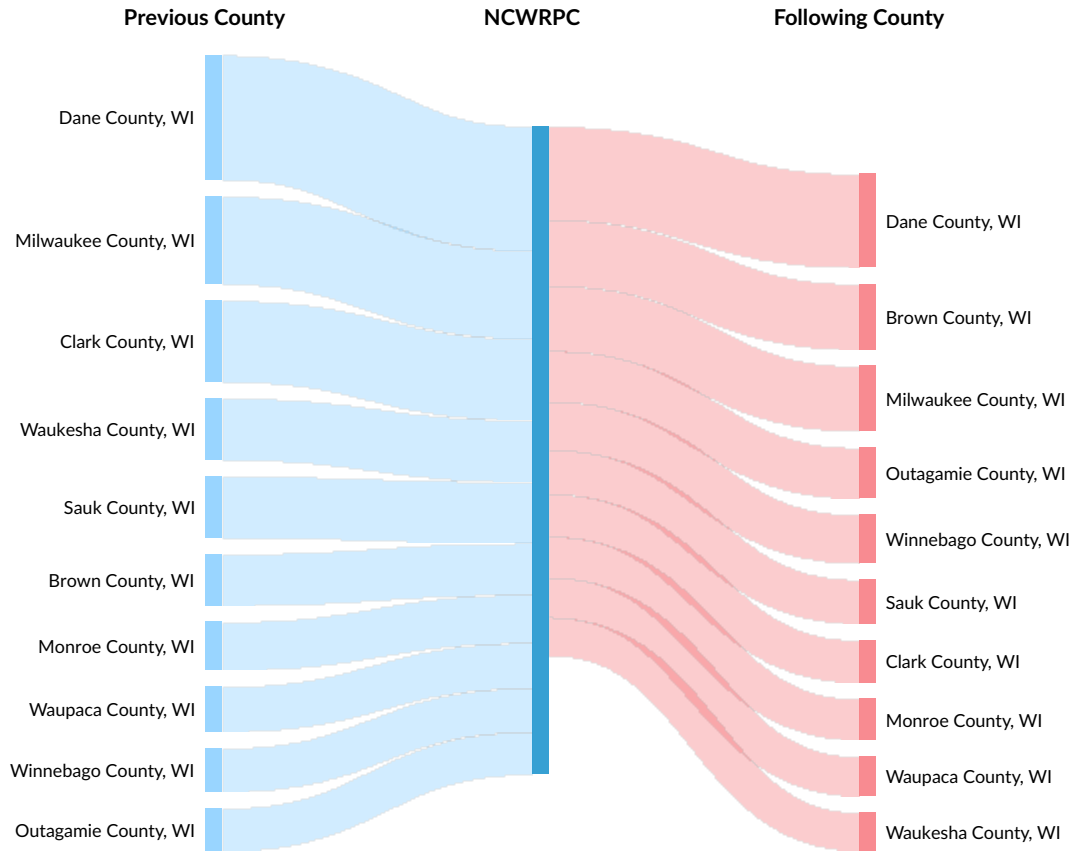 Previous County
NCWRPC
Following County
Dane County, WI
Milwaukee County, WI
Clark County, WI
Waukesha County, WI
Sauk County, WI
Brown County, WI
Monroe County, WI
Waupaca County, WI
Winnebago County, WI
Outagamie County, WI
Dane County, WI
Brown County, WI
Milwaukee County, WI
Outagamie County, WI
Winnebago County, WI
Sauk County, WI
Clark County, WI
Monroe County, WI
Waupaca County, WI
Waukesha County, WI